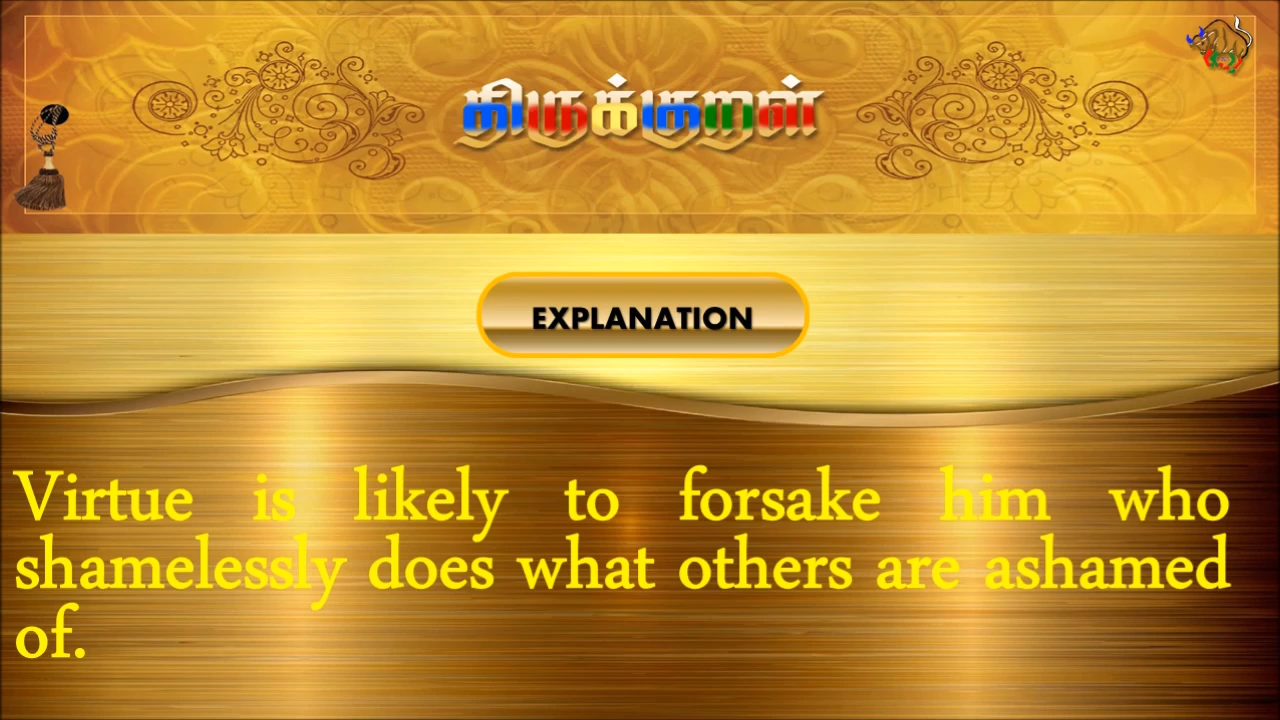 திருக்குறள்
EXPLANATION
Virtue is likely to forsake him who
shamelessly does what others are ashamed
of.